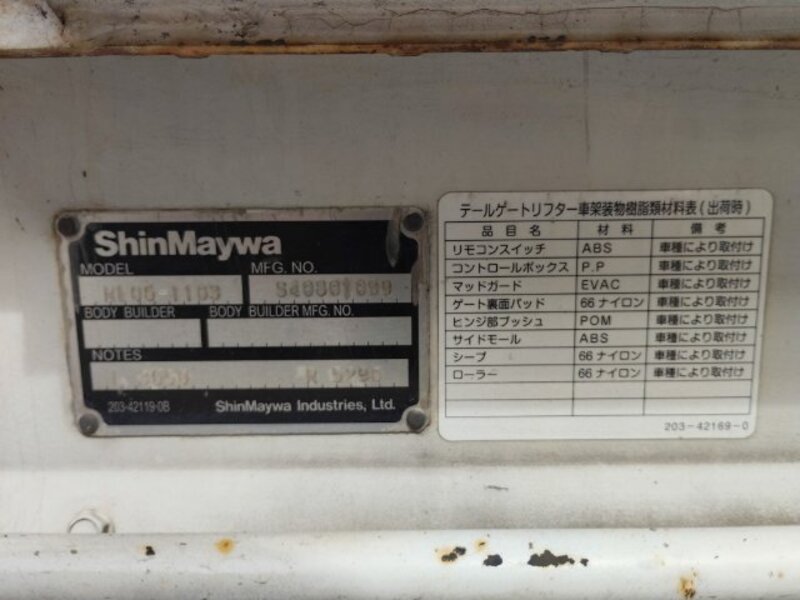 ShinMaywa
MODEL MFG. NO.
BODY BUILDER BODY BUILDER MFG. NO.
NOTES
203-42119-0B ShinMaywa Industries, Ltd.
テールゲートリフター車架装物樹脂類材料表(出荷時)
品目名 材料 備考
リモコンスイッチ ABS 車種により取付け
コントロールボックス P.P 車種により取付け
マッドガード EVAC 車種により取付け
ゲート裏面パッド 66ナイロン 車種により取付け
ヒンジ部ブッシュ POM 車種により取付け
サイドモール ABS 車種により取付け
シーブ 66ナイロン 車種により取付け
ローラー 66ナイロン 車種により取付け
203-42169-0